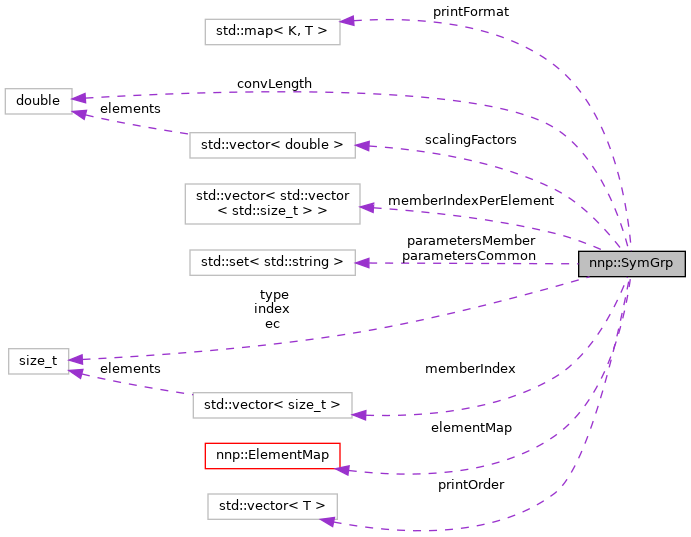 printFormat
std::map< K, T >
convLength
double
elements
scalingFactors
std::vector< double >
std::vector< std::vector
< std::size_t > >
memberIndexPerElement
parametersMember
parametersCommon
std::set< std::string >
nnp::SymGrp
type
index
ec
size_t
elements
memberIndex
std::vector< size_t >
elementMap
nnp::ElementMap
printOrder
std::vector< T >